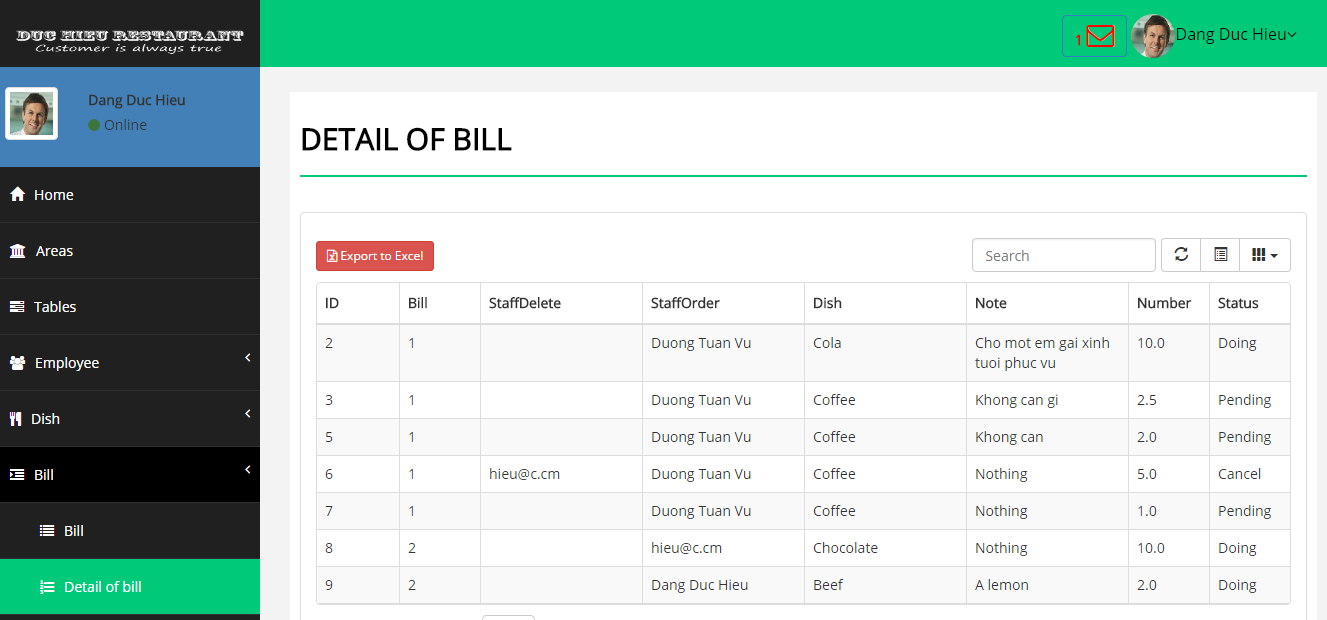 DUC HIEU RESTAURANT
Customer is always true
1
Dang Duc Hieu
Dang Duc Hieu
Online
Home
Areas
Tables
Employee
Dish
Bill
Bill
Detail of bill
DETAIL OF BILL
Export to Excel
Search
ID Bill StaffDelete StaffOrder Dish Note Number Status
2 1 Duong Tuan Vu Cola Cho mot em gai xinh 10.0 Doing
tuoi phuc vu
3 1 Duong Tuan Vu Coffee Khong can gi 2.5 Pending
5 1 Duong Tuan Vu Coffee Khong can 2.0 Pending
6 1 hieu@c.cm Duong Tuan Vu Coffee Nothing 5.0 Cancel
7 1 Duong Tuan Vu Coffee Nothing 1.0 Pending
8 2 hieu@c.cm Chocolate Nothing 10.0 Doing
9 2 Dang Duc Hieu Beef A lemon 2.0 Doing